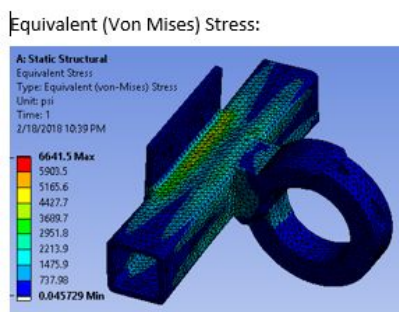 Equivalent (Von Mises) Stress:
A: Static Structural
Equivalent Stress
Type: Equivalent (von-Mises) Stress
Unit: psi
Time: 1
2/18/2018 10:39 PM
6641.5 Max
5903.5
5165.6
4427.7
3689.7
2951.8
2213.9
1475.9
737.98
0.045729 Min